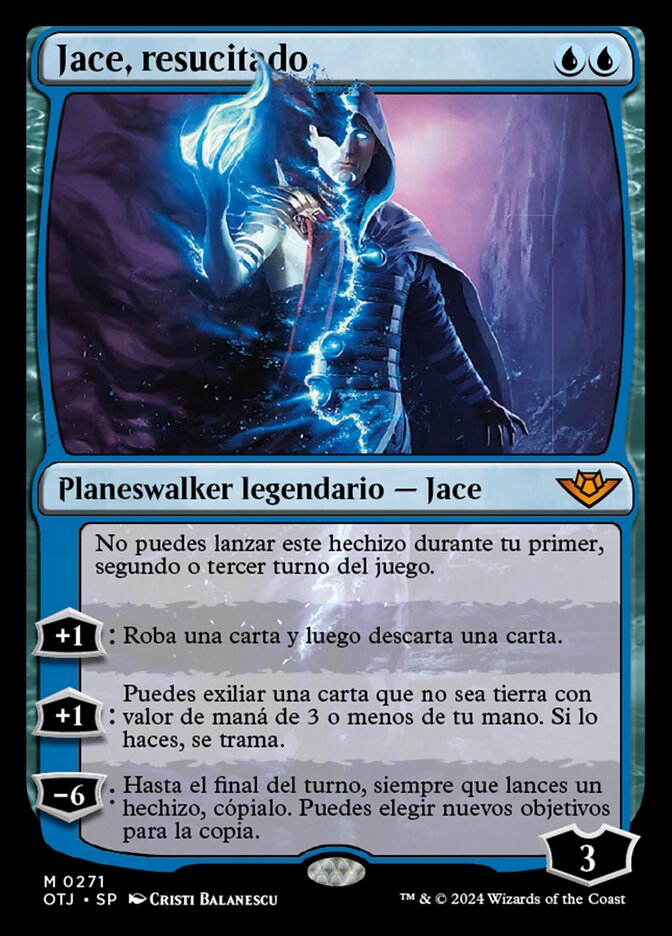 Jace, resucitado
Planeswalker legendario — Jace
No puedes lanzar este hechizo durante tu primer,
segundo o tercer turno del juego.
+1: Roba una carta y luego descarta una carta.
Puedes exiliar una carta que no sea tierra con
+1: valor de maná de 3 o menos de tu mano. Si lo
haces, se trama.
−6: Hasta el final del turno, siempre que lances un
hechizo, cópialo. Puedes elegir nuevos objetivos
para la copia.
3
M 0271
OTJ • SP Cristi Balanescu
™ & © 2024 Wizards of the Coast